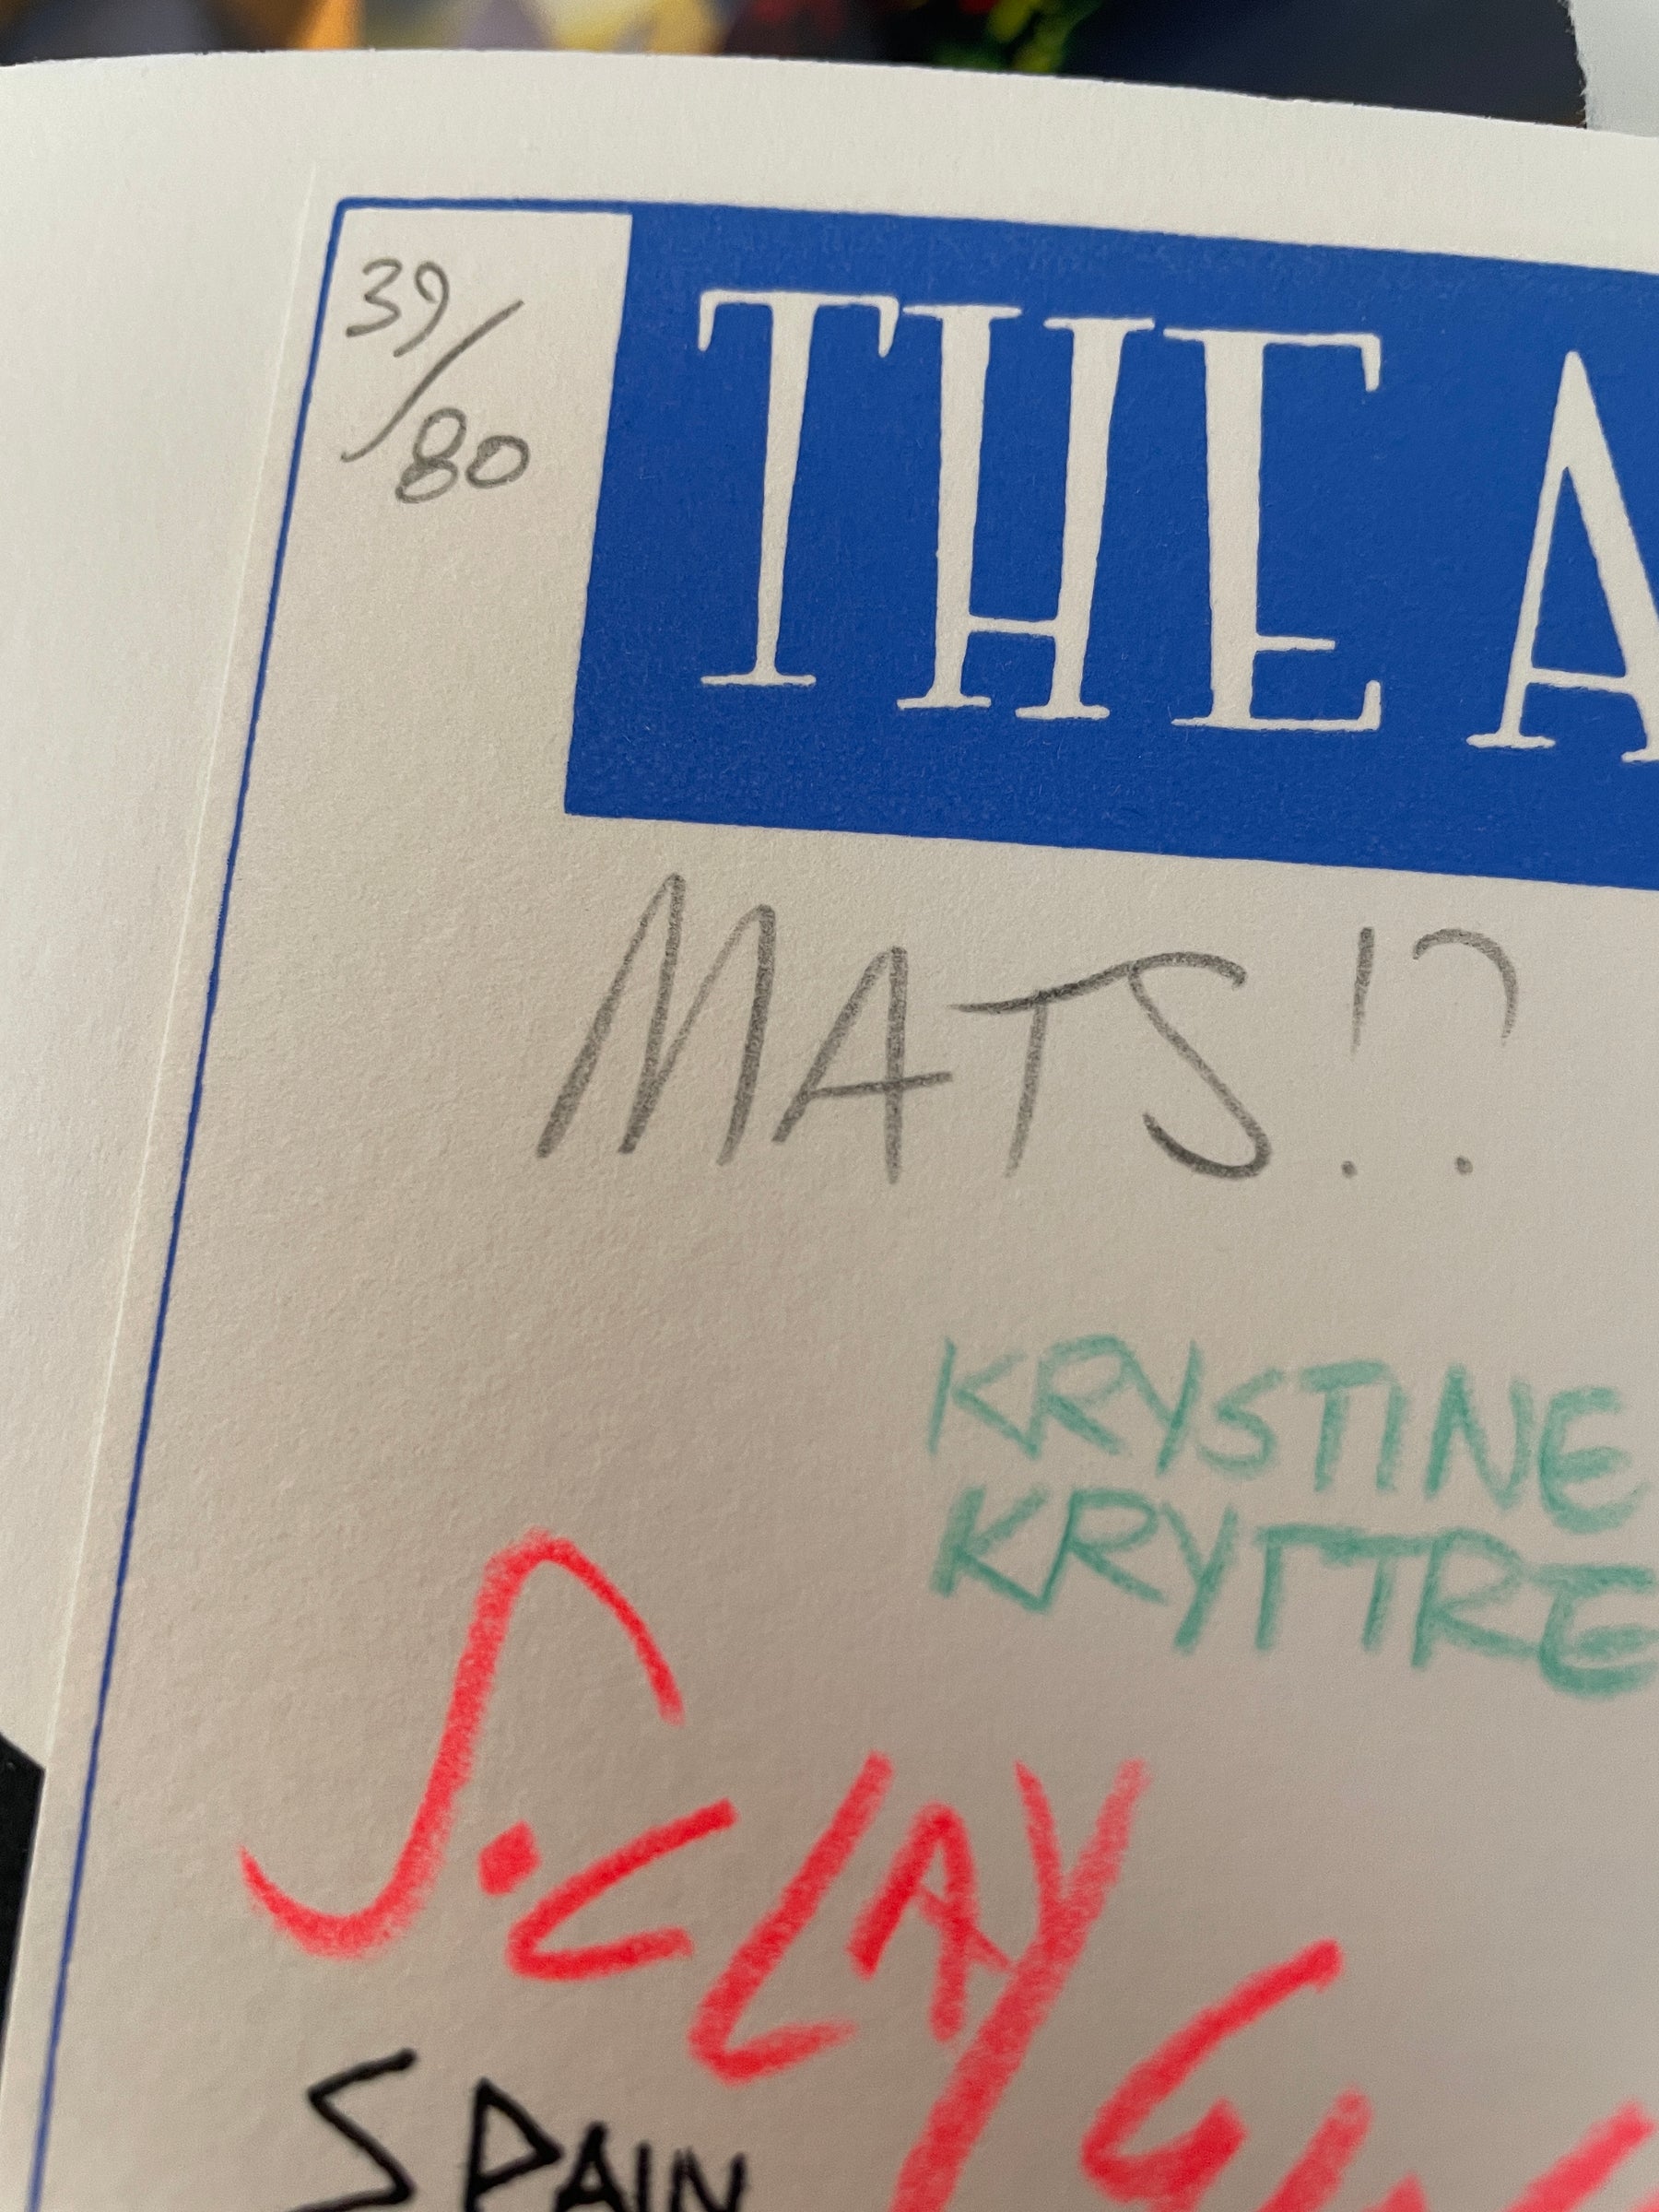 39/80
THE A
MATS!?
KRYSTINE
KRYTTRE
S. CLAY
SPAIN